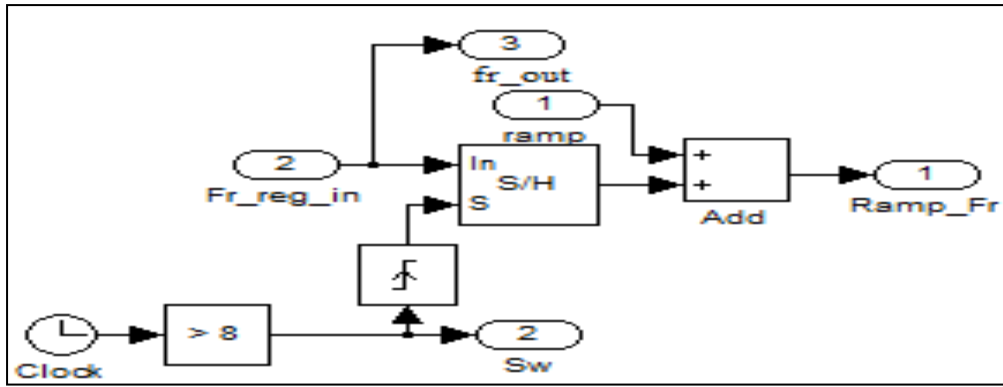 3
fr_out
1
ramp
2
Fr_reg_in
In
S/H
S
+
+
Add
1
Ramp_Fr
> 8
Clock
2
Sw